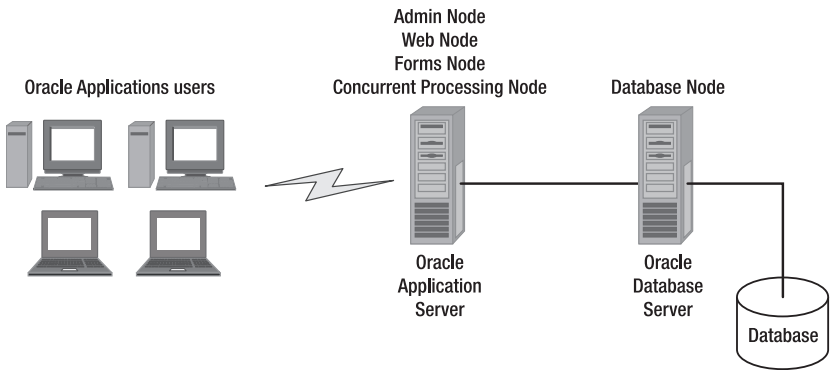 Admin Node
Web Node
Forms Node
Concurrent Processing Node
Oracle Applications users
Database Node
Oracle
Application
Server
Oracle
Database
Server
Database